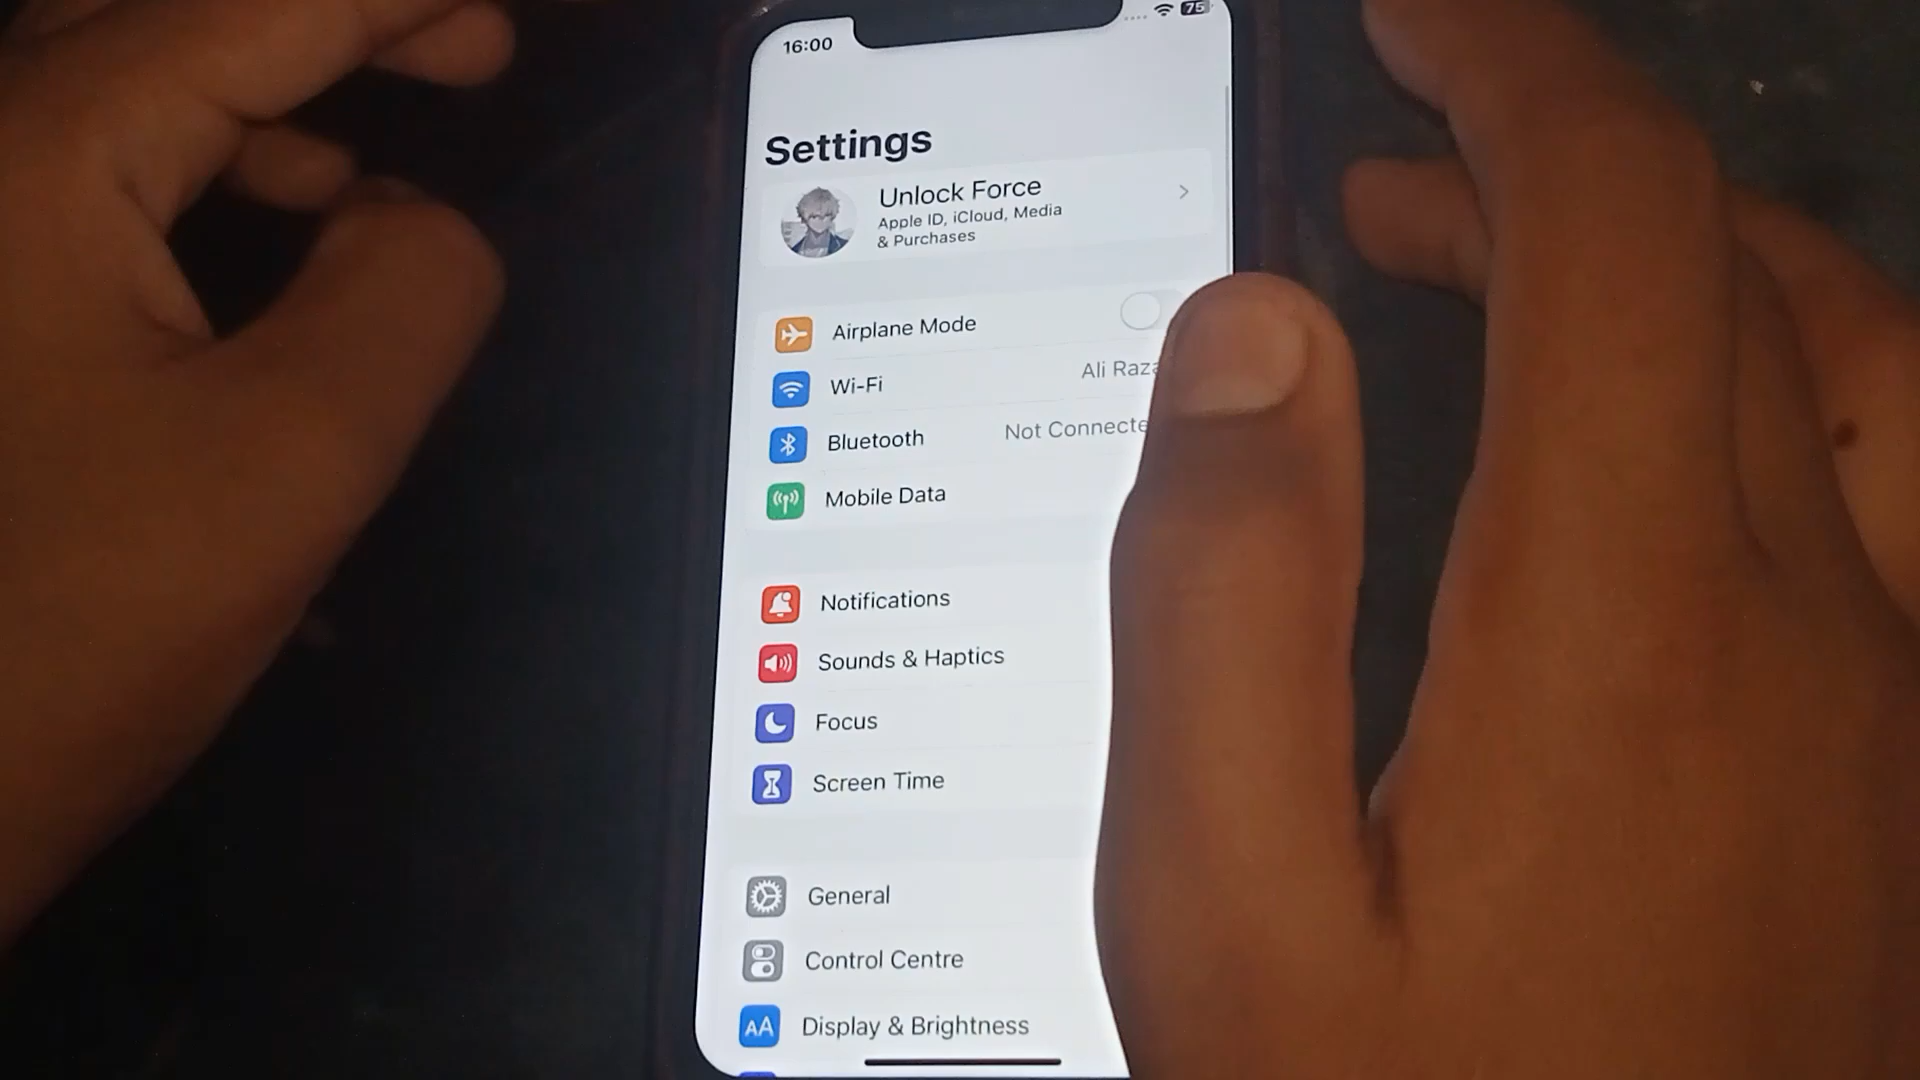 16:00
75
Settings
Unlock Force
Apple ID, iCloud, Media
& Purchases
Airplane Mode
Wi-Fi
Ali Raza
Bluetooth
Not Connecte
Mobile Data
Notifications
Sounds & Haptics
Focus
Screen Time
General
Control Centre
AA
Display & Brightness